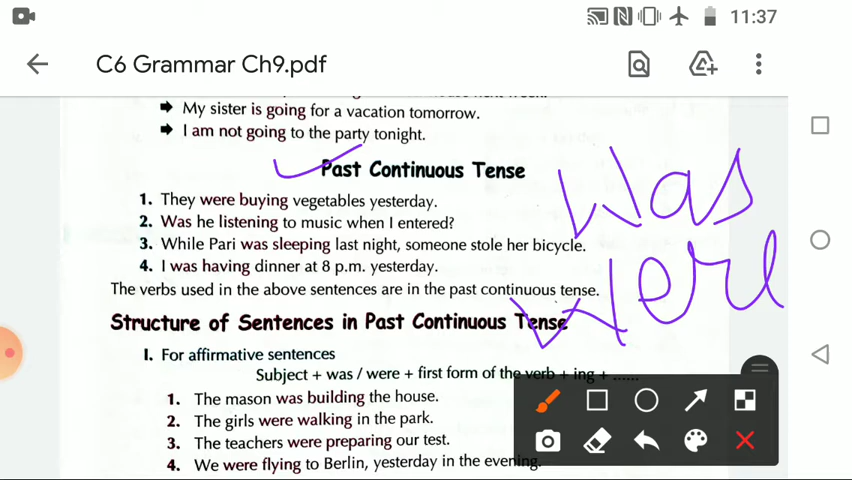 11:37
C6 Grammar Ch9.pdf
➔ My sister is going for a vacation tomorrow.
➔ I am not going to the party tonight.
Past Continuous Tense
1. They were buying vegetables yesterday.
2. Was he listening to music when I entered?
3. While Pari was sleeping last night, someone stole her bicycle.
4. I was having dinner at 8 p.m. yesterday.
The verbs used in the above sentences are in the past continuous tense.
Was
Were
Structure of Sentences in Past Continuous Tense
I. For affirmative sentences
Subject + was / were + first form of the verb + ing + ......
1. The mason was building the house.
2. The girls were walking in the park.
3. The teachers were preparing our test.
4. We were flying to Berlin, yesterday in the evening.